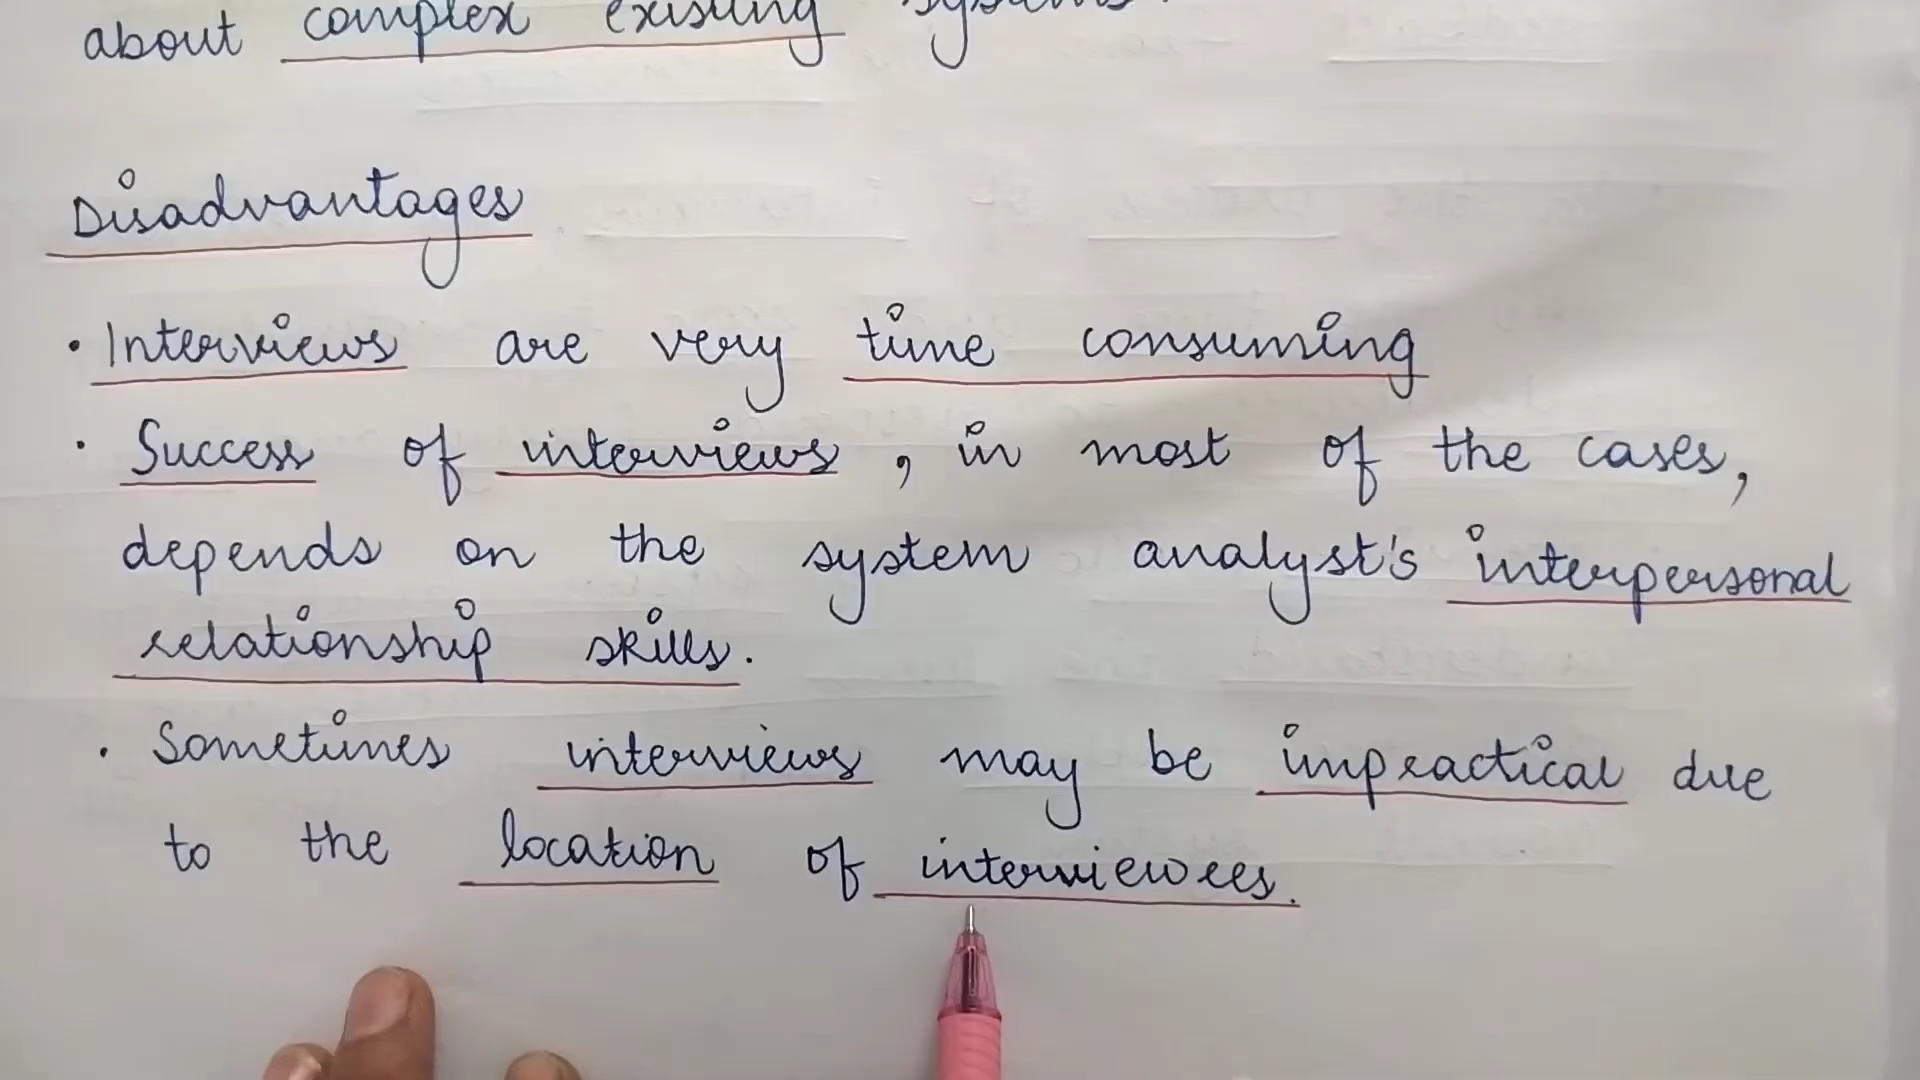 about complex existing systems.
Disadvantages
• Interviews are very time consuming
• Success of interviews, in most of the cases,
depends on the system analyst's interpersonal
relationship skills.
• Sometimes interviews may be impractical due
to the location of interviewees.